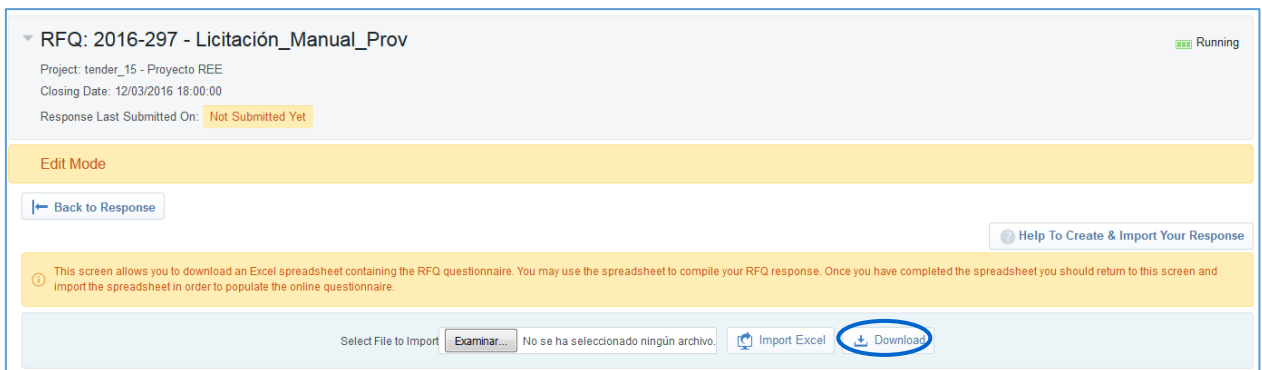 RFQ: 2016-297 - Licitación_Manual_Prov
Running
Project: tender_15 - Proyecto REE
Closing Date: 12/03/2016 18:00:00
Response Last Submitted On: Not Submitted Yet
Edit Mode
Back to Response
Help To Create & Import Your Response
This screen allows you to download an Excel spreadsheet containing the RFQ questionnaire. You may use the spreadsheet to compile your RFQ response. Once you have completed the spreadsheet you should return to this screen and
import the spreadsheet in order to populate the online questionnaire.
Select File to Import Examinar... No se ha seleccionado ningún archivo. Import Excel Download